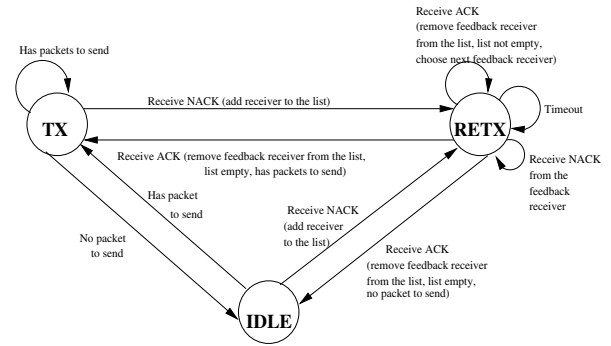 Receive ACK
(remove feedback receiver
from the list, list not empty,
choose next feedback receiver)
Has packets to send
Receive NACK (add receiver to the list)
Timeout
TX
RETX
Receive ACK (remove feedback receiver from the list,
list empty, has packets to send)
Receive NACK
from the
feedback
receiver
Has packet
to send
Receive NACK
(add receiver
to the list)
No packet
to send
Receive ACK
(remove feedback receiver
from the list, list empty,
no packet to send)
IDLE